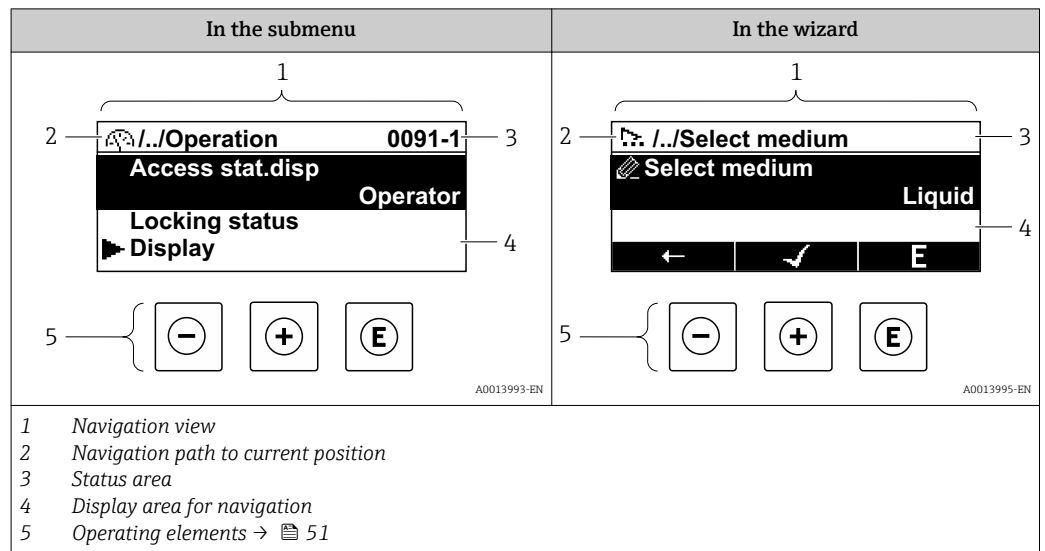 In the submenu
In the wizard
1
2
/../Operation 0091-1
3
Access stat.disp
Operator
Locking status
Display
4
5
− + E
A0013993-EN
1
2
/../Select medium
3
Select medium
Liquid
4
← ✓ E
5
− + E
A0013995-EN
1 Navigation view
2 Navigation path to current position
3 Status area
4 Display area for navigation
5 Operating elements → 51